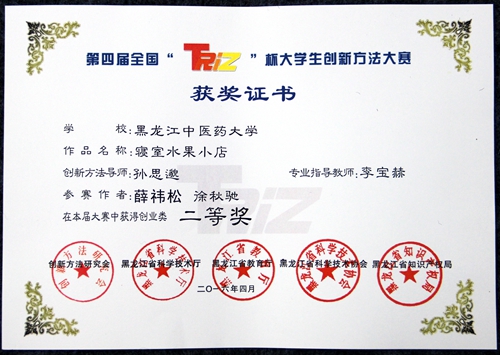 第四届全国“TRIZ”杯大学生创新方法大赛
获奖证书
学 校：黑龙江中医药大学
作品名称：寝室水果小店
创新方法导师：孙思邈 专业指导教师：李宝赫
参赛作者：薛祎松 徐秋驰
在本届大赛中获得创业类 二等奖
TRIZ
创新方法研究会 黑龙江省科学技术厅 黑龙江省教育厅 黑龙江省科学技术协会 黑龙江省知识产权局
二〇一六年四月